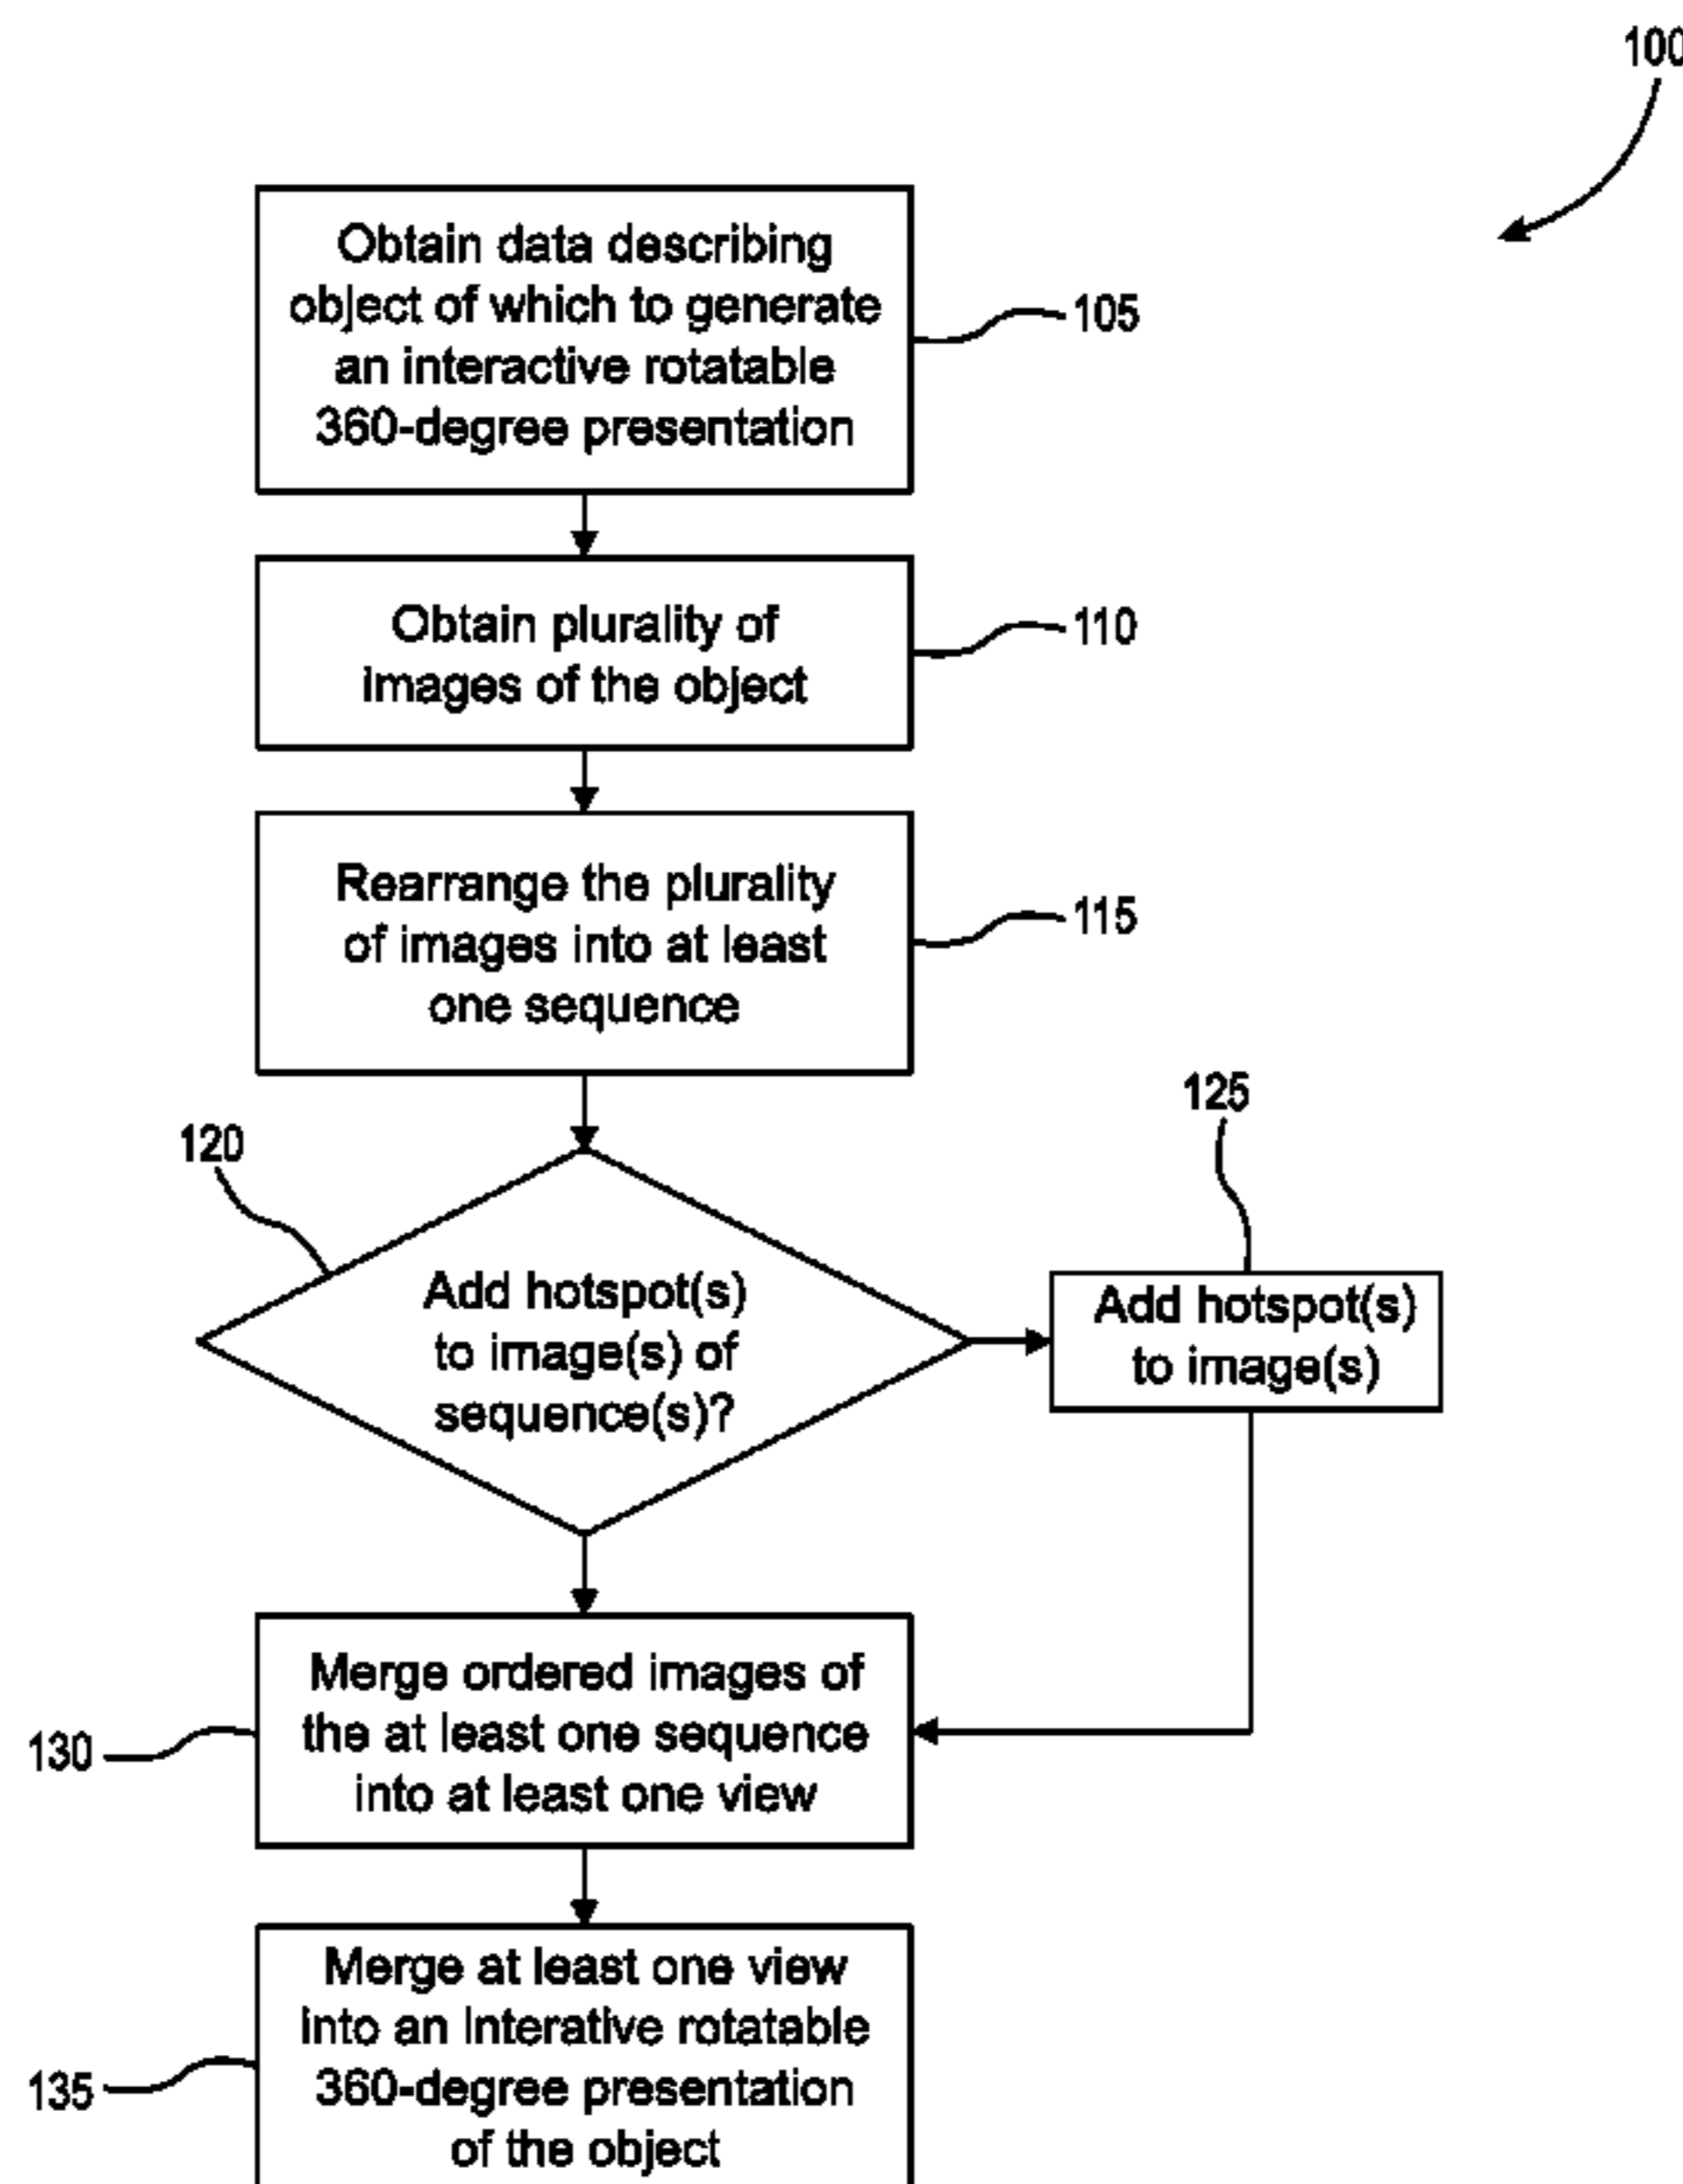 100
Obtain data describing
object of which to generate
an interactive rotatable
360-degree presentation
105
Obtain plurality of
images of the object
110
Rearrange the plurality
of images into at least
one sequence
115
120
Add hotspot(s)
to image(s) of
sequence(s)?
125
Add hotspot(s)
to image(s)
130
Merge ordered images of
the at least one sequence
into at least one view
135
Merge at least one view
into an interative rotatable
360-degree presentation
of the object